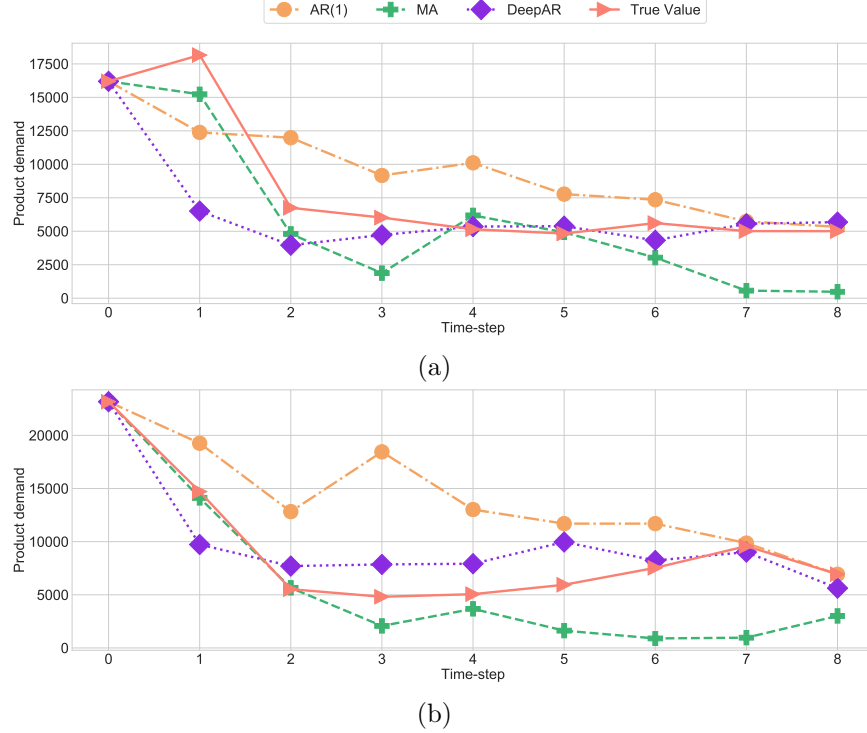 AR(1) MA DeepAR True Value
17500
15000
12500
10000
7500
5000
2500
0
Product demand
0 1 2 3 4 5 6 7 8
Time-step
(a)
20000
15000
10000
5000
0
Product demand
0 1 2 3 4 5 6 7 8
Time-step
(b)